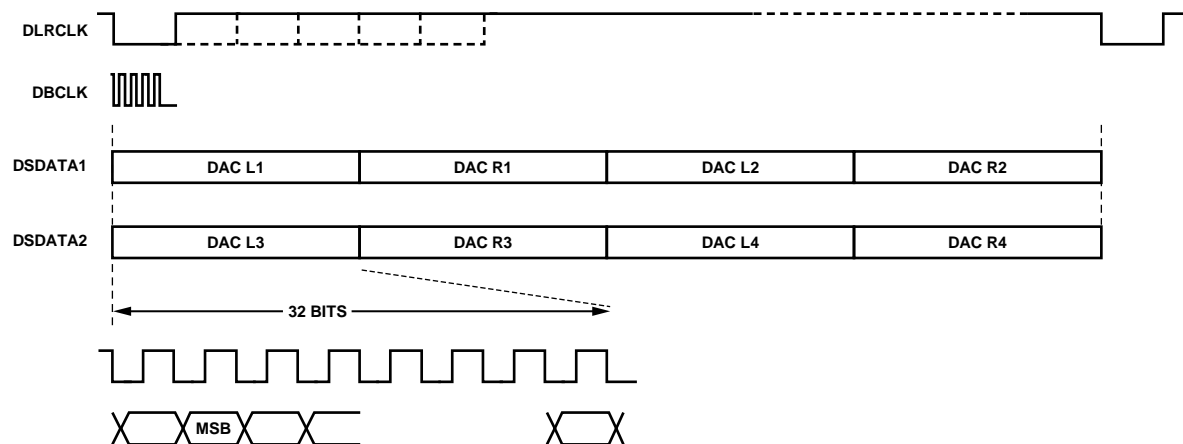 DLRCLK
DBCLK
DSDATA1 DAC L1 DAC R1 DAC L2 DAC R2
DSDATA2 DAC L3 DAC R3 DAC L4 DAC R4
32 BITS
MSB